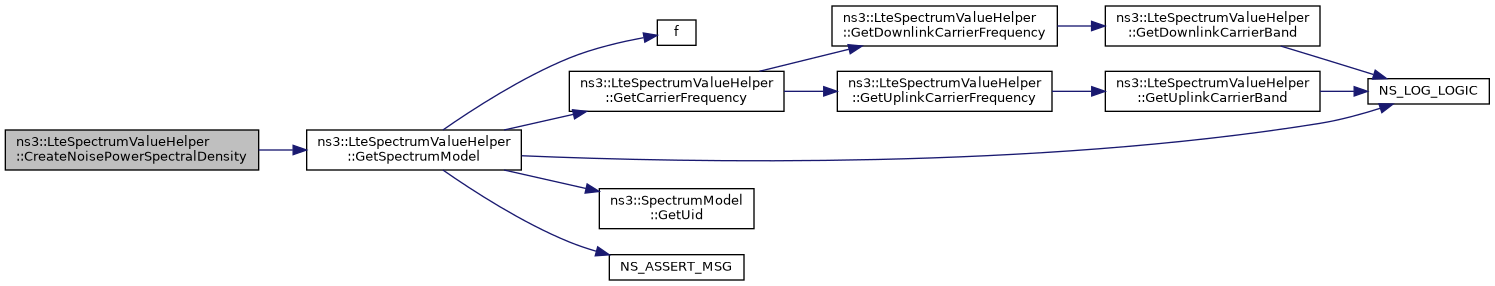 ns3::LteSpectrumValueHelper
::CreateNoisePowerSpectralDensity
ns3::LteSpectrumValueHelper
::GetSpectrumModel
f
ns3::LteSpectrumValueHelper
::GetCarrierFrequency
ns3::LteSpectrumValueHelper
::GetDownlinkCarrierFrequency
ns3::LteSpectrumValueHelper
::GetDownlinkCarrierBand
ns3::LteSpectrumValueHelper
::GetUplinkCarrierFrequency
ns3::LteSpectrumValueHelper
::GetUplinkCarrierBand
NS_LOG_LOGIC
ns3::SpectrumModel
::GetUid
NS_ASSERT_MSG